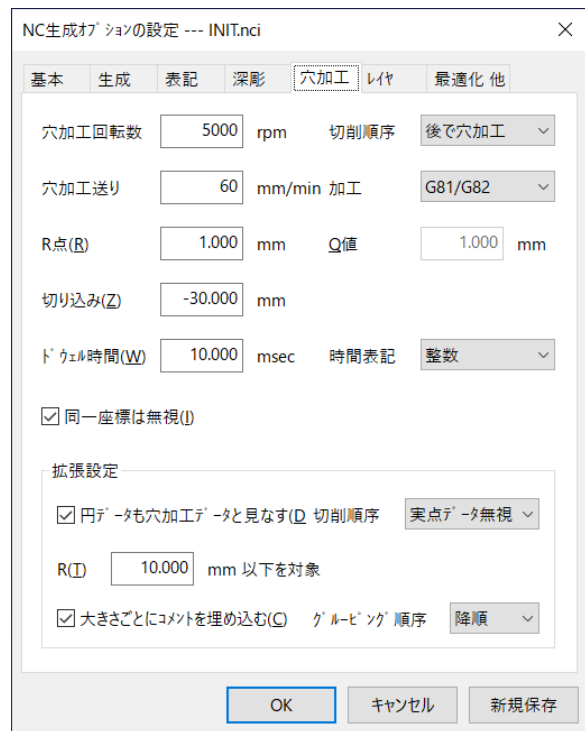 NC生成ｵﾌﾟｼｮﾝの設定 --- INIT.nci
基本 生成 表記 深彫 穴加工 ﾚｲﾔ 最適化 他
穴加工回転数 5000 rpm 切削順序 後で穴加工
穴加工送り 60 mm/min 加工 G81/G82
R点(R) 1.000 mm Q値 1.000 mm
切り込み(Z) -30.000 mm
ﾄﾞｳｪﾙ時間(W) 10.000 msec 時間表記 整数
同一座標は無視(I)
拡張設定
円ﾃﾞｰﾀも穴加工ﾃﾞｰﾀと見なす(D 切削順序 実点ﾃﾞｰﾀ無視
R(T) 10.000 mm 以下を対象
大きさごとにｺﾒﾝﾄを埋め込む(C) ｸﾞﾙｰﾋﾟﾝｸﾞ順序 降順
OK キャンセル 新規保存